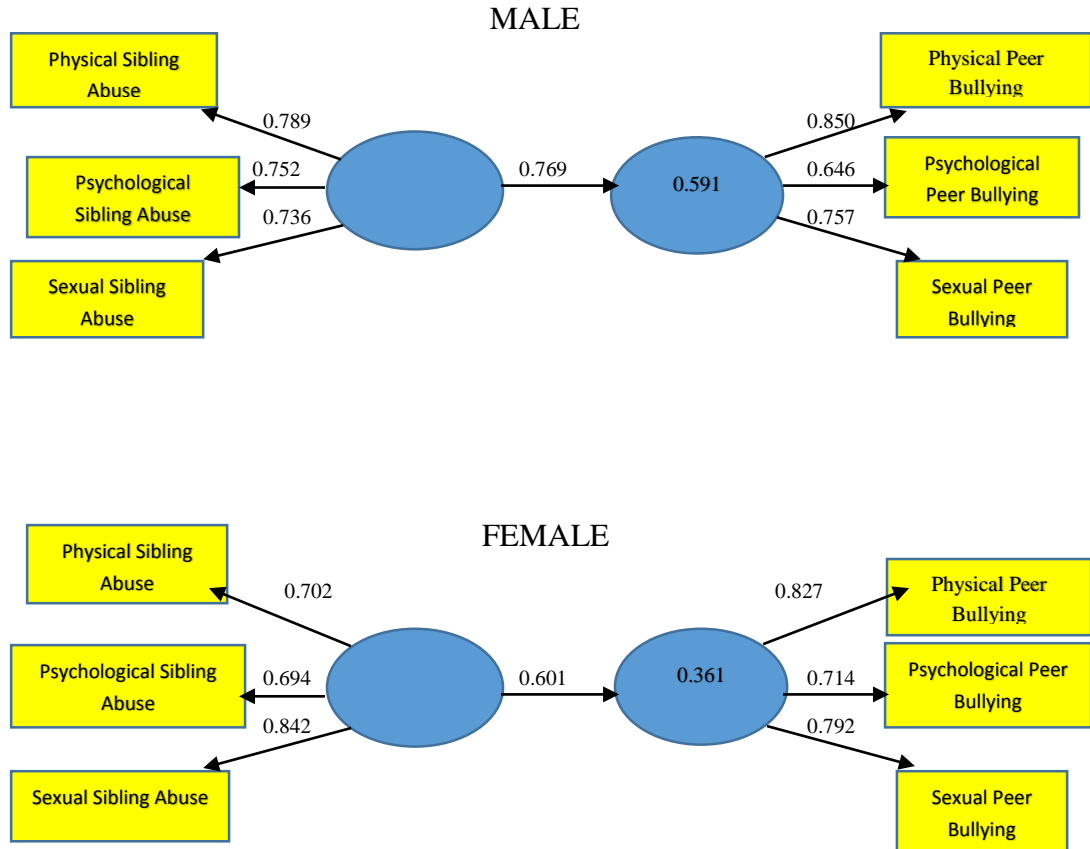 MALE
Physical Sibling
Abuse
Physical Peer
Bullying
0.789
0.850
Psychological
Sibling Abuse
0.752
0.769
0.591
0.646
Psychological
Peer Bullying
0.736
0.757
Sexual Sibling
Abuse
Sexual Peer
Bullying
FEMALE
Physical Sibling
Abuse
Physical Peer
Bullying
0.702
0.827
Psychological Sibling
Abuse
0.694
0.601
0.361
0.714
Psychological Peer
Bullying
0.842
0.792
Sexual Sibling Abuse
Sexual Peer
Bullying